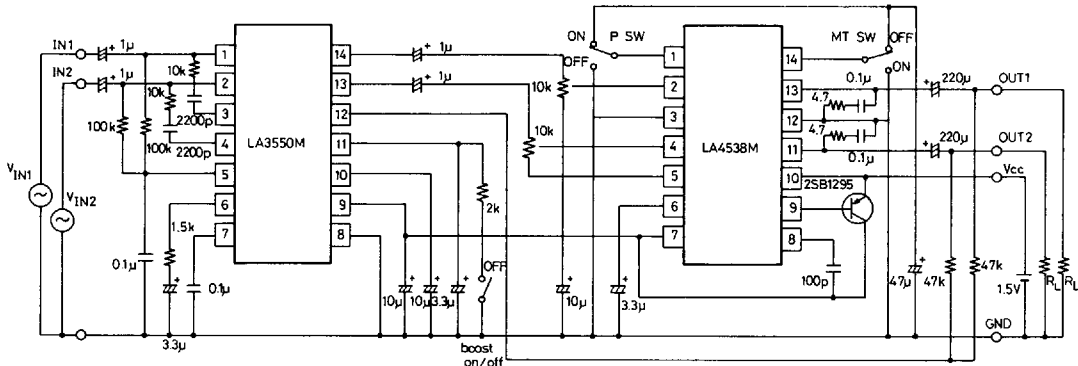 IN1
1μ
IN2
1μ
10k
10k
2200p
2200p
100k
100k
VIN1
VIN2
1.5k
0.1μ
0.1μ
3.3μ
1
2
3
4
5
6
7
LA3550M
14
13
12
11
10
9
8
1μ
1μ
10k
10k
2k
OFF
10μ
10μ
3.3μ
boost
on/off
10μ
3.3μ
ON
P SW
OFF
1
2
3
4
5
6
7
LA4538M
14
13
12
11
10
9
8
MT SW
OFF
ON
0.1μ
4.7
4.7
0.1μ
220μ
OUT1
220μ
OUT2
Vcc
2SB1295
100p
47μ
47k
47k
1.5V
RL
RL
GND